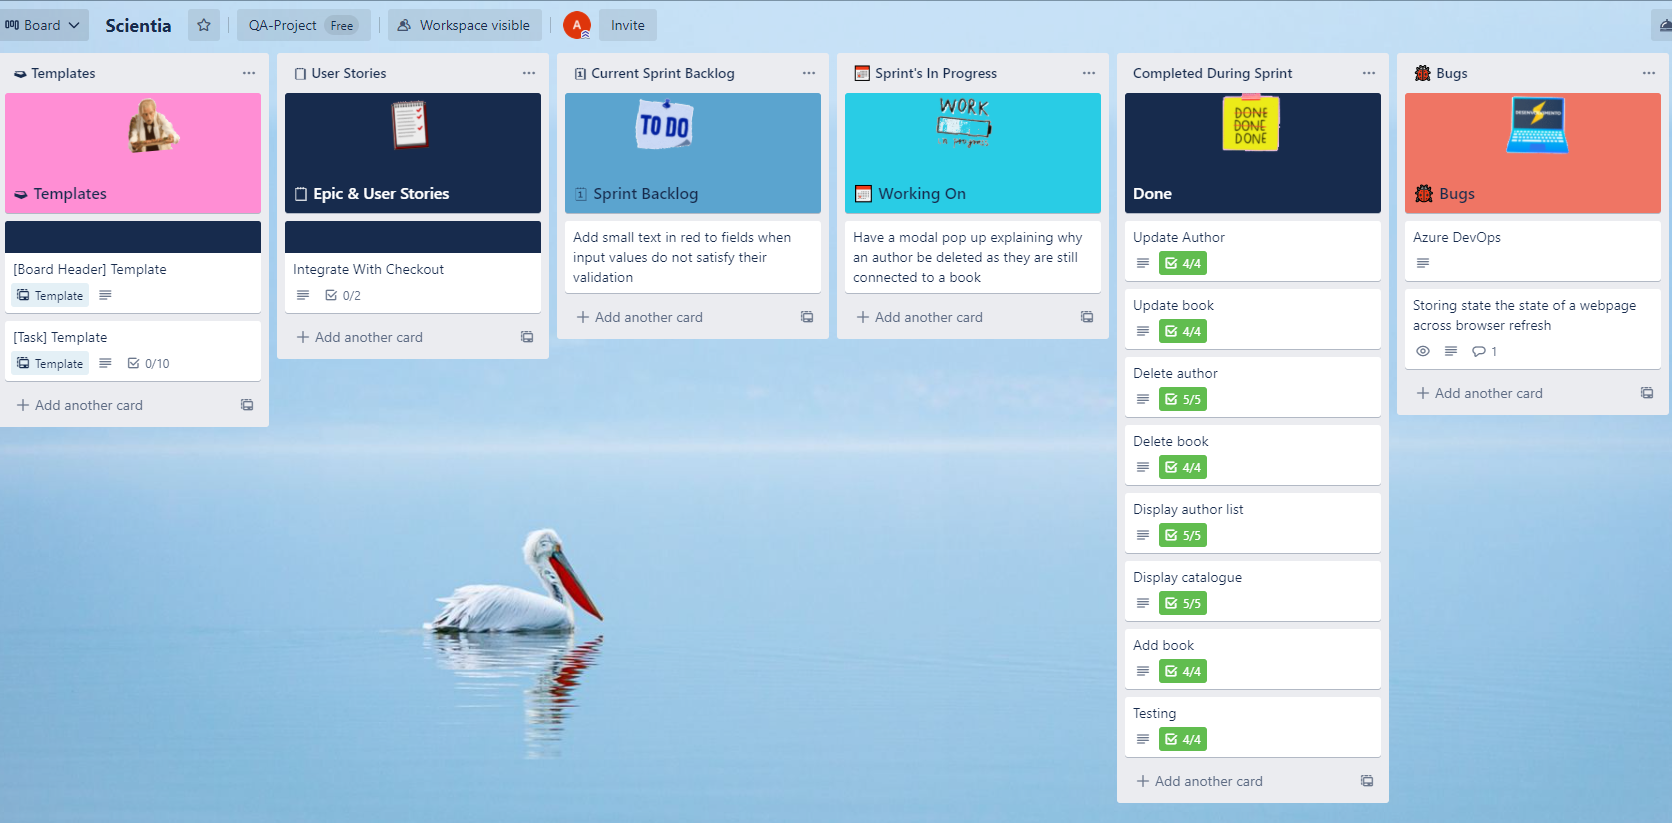 Board
Scientia
QA-Project Free
Workspace visible
A
Invite
Templates
Templates
[Board Header] Template
Template
[Task] Template
Template 0/10
+ Add another card
User Stories
Epic & User Stories
Integrate With Checkout
0/2
+ Add another card
Current Sprint Backlog
TO DO
Sprint Backlog
Add small text in red to fields when
input values do not satisfy their
validation
+ Add another card
Sprint's In Progress
WORK
in progress
Working On
Have a modal pop up explaining why
an author be deleted as they are still
connected to a book
+ Add another card
Completed During Sprint
DONE
DONE
DONE
Done
Update Author
4/4
Update book
4/4
Delete author
5/5
Delete book
4/4
Display author list
5/5
Display catalogue
5/5
Add book
4/4
Testing
4/4
+ Add another card
Bugs
DESENVOLVIMENTO
Bugs
Azure DevOps
Storing state the state of a webpage
across browser refresh
1
+ Add another card